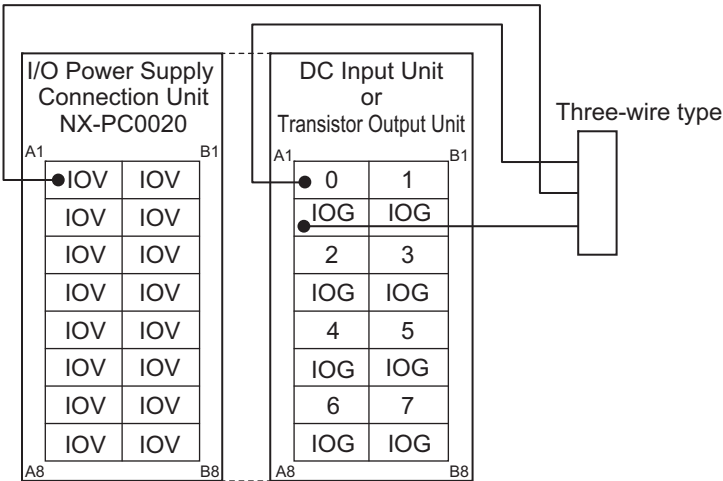 I/O Power Supply
Connection Unit
NX-PC0020
A1 B1
IOV IOV
IOV IOV
IOV IOV
IOV IOV
IOV IOV
IOV IOV
IOV IOV
IOV IOV
A8 B8
DC Input Unit
or
Transistor Output Unit
A1 B1
0 1
IOG IOG
2 3
IOG IOG
4 5
IOG IOG
6 7
IOG IOG
A8 B8
Three-wire type